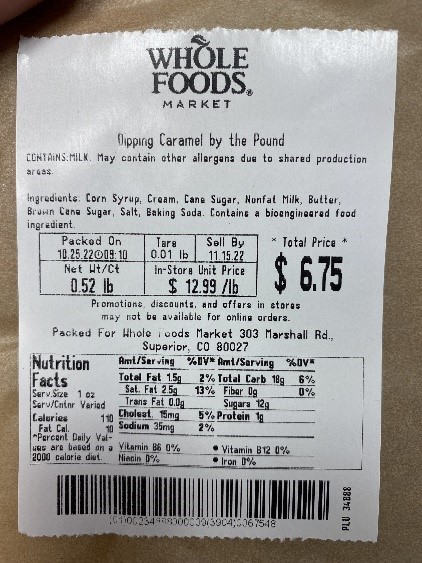 WHOLE
FOODS®
MARKET
Dipping Caramel by the Pound
CONTAINS:MILK. May contain other allergens due to shared production
areas.
Ingredients: Corn Syrup, Cream, Cane Sugar, Nonfat Milk, Butter,
Brown Cane Sugar, Salt, Baking Soda. Contains a bioengineered food
ingredient.
Packed On Tare Sell By * Total Price *
10.25.22@09:10 0.01 lb 11.15.22
Net Wt/Ct In-Store Unit Price $ 6.75
0.52 lb $ 12.99 /lb
Promotions, discounts, and offers in stores
may not be available for online orders.
Packed For Whole Foods Market 303 Marshall Rd.,
Superior, CO 80027
Nutrition Amt/Serving %DV* Amt/Serving %DV*
Facts Total Fat 1.5g 2% Total Carb 18g 6%
Serv.Size 1 oz Sat. Fat 2.5g 13% Fiber 0g 0%
Serv/Cntnr Varied Trans Fat 0.0g Sugars 12g
Calories 110 Cholest. 15mg 5% Protein 1g
Fat Cal. 10 Sodium 35mg 2%
*Percent Daily Val-
ues are based on a Vitamin B6 0% • Vitamin B12 0%
2000 calorie diet. Niacin 0% • Iron 0%
PLU 34888